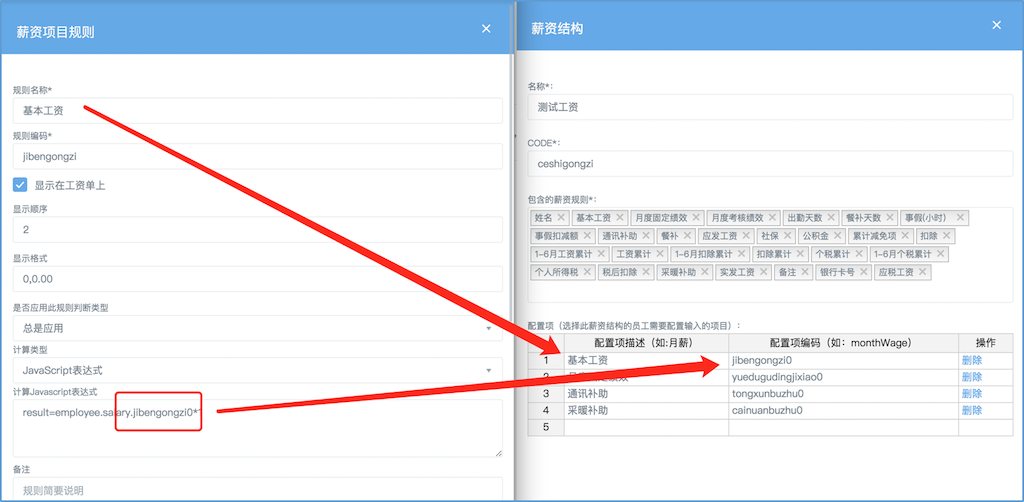 薪资项目规则
规则名称*
基本工资
规则编码*
jibengongzi
显示在工资单上
显示顺序
2
显示格式
0,0.00
是否应用此规则判断类型
总是应用
计算类型
JavaScript表达式
计算Javascript表达式
result=employee.salary.jibengongzi0*
备注
规则简要说明
薪资结构
名称*:
测试工资
CODE*:
ceshigongzi
包含的薪资规则*:
姓名 基本工资 月度固定绩效 月度考核绩效 出勤天数 餐补天数 事假(小时)
事假扣减额 通讯补助 餐补 应发工资 社保 公积金 累计减免项 扣除
1-6月工资累计 工资累计 1-6月扣除累计 扣除累计 个税累计 1-6月个税累计
个人所得税 税后扣除 采暖补助 实发工资 备注 银行卡号 应税工资
配置项（选择此薪资结构的员工需要配置输入的项目）:
配置项描述（如:月薪） 配置项编码（如：monthWage） 操作
1 基本工资 jibengongzi0 删除
2 yuedugudingjixiao0 删除
3 通讯补助 tongxunbuzhu0 删除
4 采暖补助 cainuanbuzhu0 删除
5